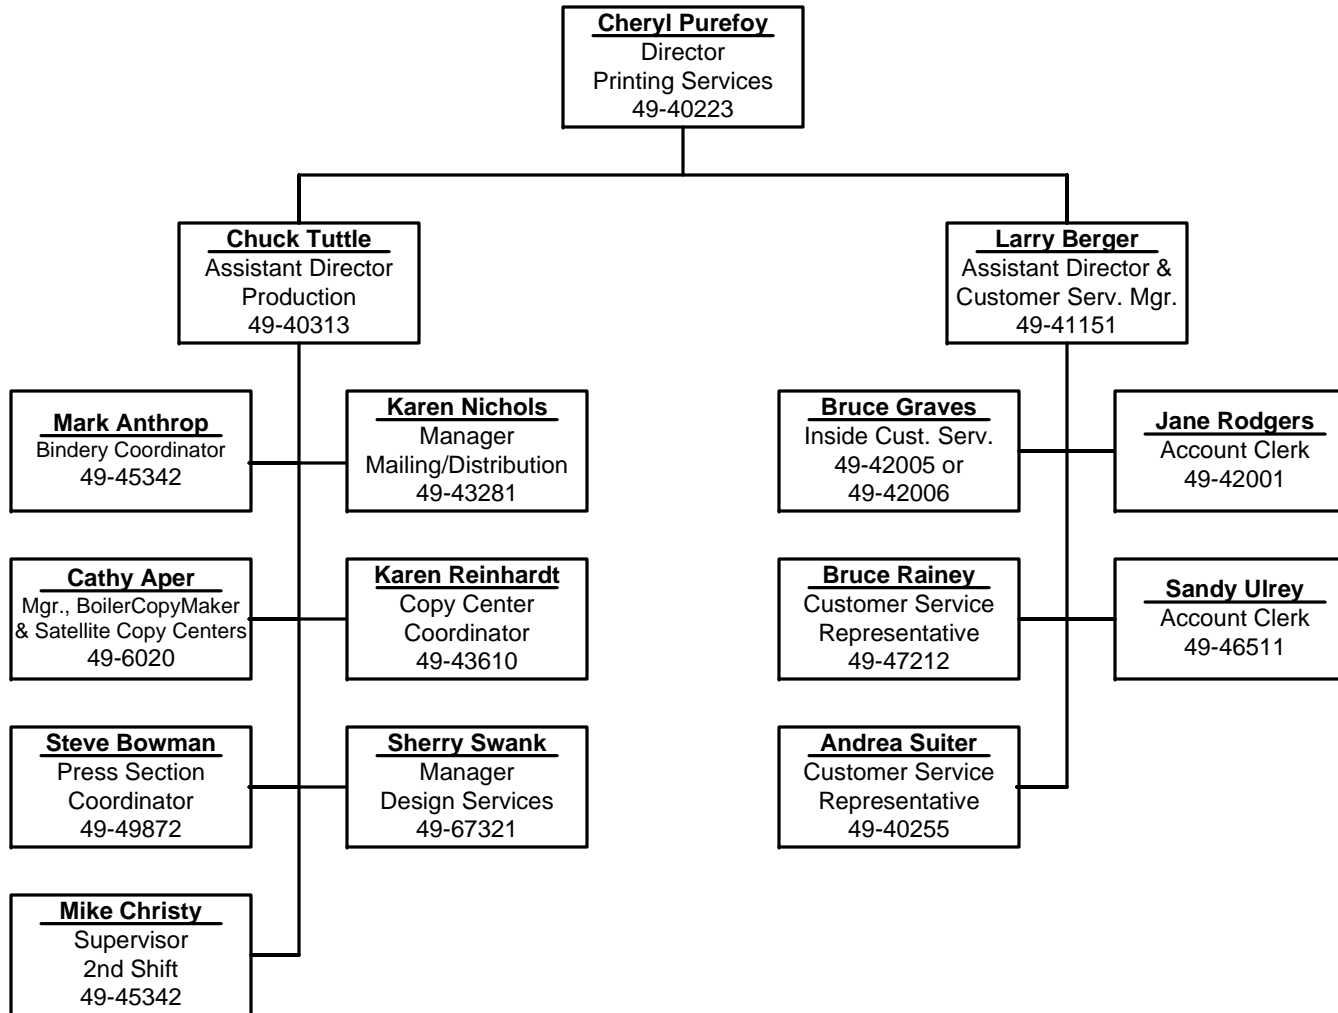 Cheryl Purefoy
Director
Printing Services
49-40223
Chuck Tuttle
Assistant Director
Production
49-40313
Larry Berger
Assistant Director &
Customer Serv. Mgr.
49-41151
Mark Anthrop
Bindery Coordinator
49-45342
Karen Nichols
Manager
Mailing/Distribution
49-43281
Bruce Graves
Inside Cust. Serv.
49-42005 or
49-42006
Jane Rodgers
Account Clerk
49-42001
Cathy Aper
Mgr., BoilerCopyMaker
& Satellite Copy Centers
49-6020
Karen Reinhardt
Copy Center
Coordinator
49-43610
Bruce Rainey
Customer Service
Representative
49-47212
Sandy Ulrey
Account Clerk
49-46511
Steve Bowman
Press Section
Coordinator
49-49872
Sherry Swank
Manager
Design Services
49-67321
Andrea Suiter
Customer Service
Representative
49-40255
Mike Christy
Supervisor
2nd Shift
49-45342